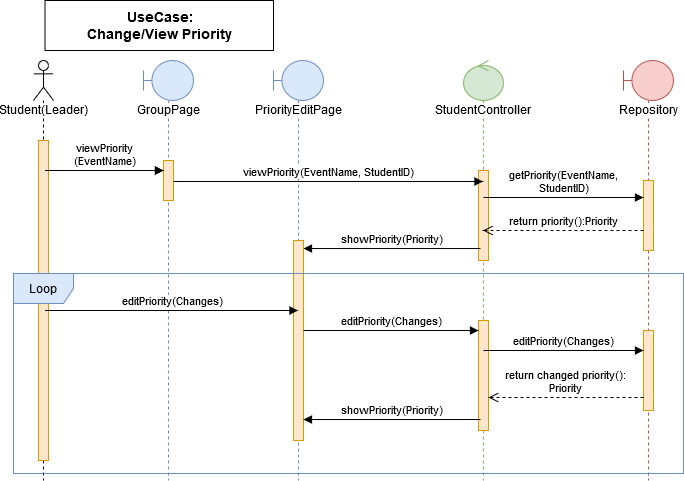 UseCase:
Change/View Priority
Student(Leader)
GroupPage
PriorityEditPage
StudentController
Repository
viewPriority
(EventName)
viewPriority(EventName, StudentID)
getPriority(EventName,
StudentID)
return priority():Priority
showPriority(Priority)
Loop
editPriority(Changes)
editPriority(Changes)
editPriority(Changes)
return changed priority():
Priority
showPriority(Priority)